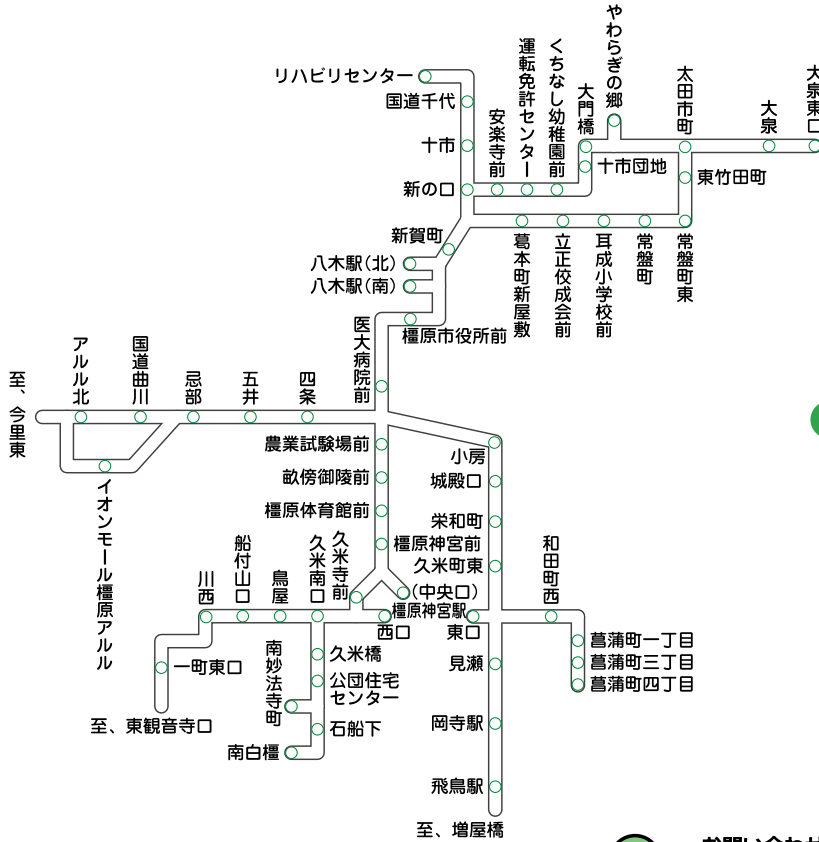 やわらぎの郷
運転免許センター
くちなし幼稚園前
リハビリセンター
大門橋
太田市町
大泉
大泉東口
国道千代
安楽寺前
十市
十市団地
東竹田町
新の口
新賀町
葛本町新屋敷
立正佼成会前
耳成小学校前
常盤町
常盤町東
八木駅(北)
八木駅(南)
橿原市役所前
医大病院前
至、今里東
アルル北
国道曲川
忌部
五井
四条
イオンモール橿原アルル
農業試験場前
畝傍御陵前
橿原体育館前
橿原神宮前
小房
城殿口
栄和町
久米町東
(中央口)
橿原神宮駅
西口
東口
和田町西
川西
船付山口
鳥屋
久米南口
久米寺前
一町東口
至、東観音寺口
南妙法寺町
久米橋
公団住宅
センター
石船下
南白橿
菖蒲町一丁目
菖蒲町三丁目
菖蒲町四丁目
見瀬
岡寺駅
飛鳥駅
至、増屋橋
お問い合わせ